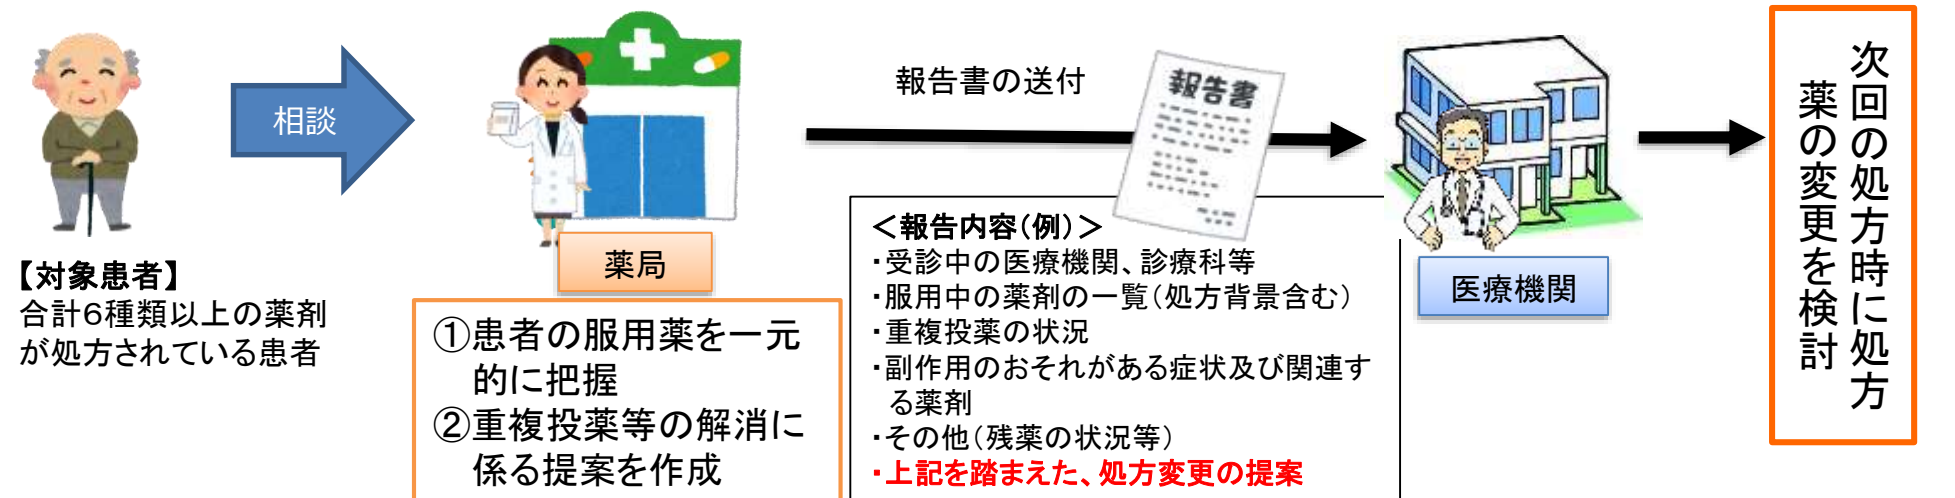 相談
【対象患者】
合計6種類以上の薬剤
が処方されている患者
薬局
①患者の服用薬を一元
的に把握
②重複投薬等の解消に
係る提案を作成
報告書の送付
報告書
＜報告内容(例)＞
・受診中の医療機関、診療科等
・服用中の薬剤の一覧(処方背景含む)
・重複投薬の状況
・副作用のおそれがある症状及び関連す
る薬剤
・その他(残薬の状況等)
・上記を踏まえた、処方変更の提案
医療機関
次回の処方時に処方
薬の変更を検討